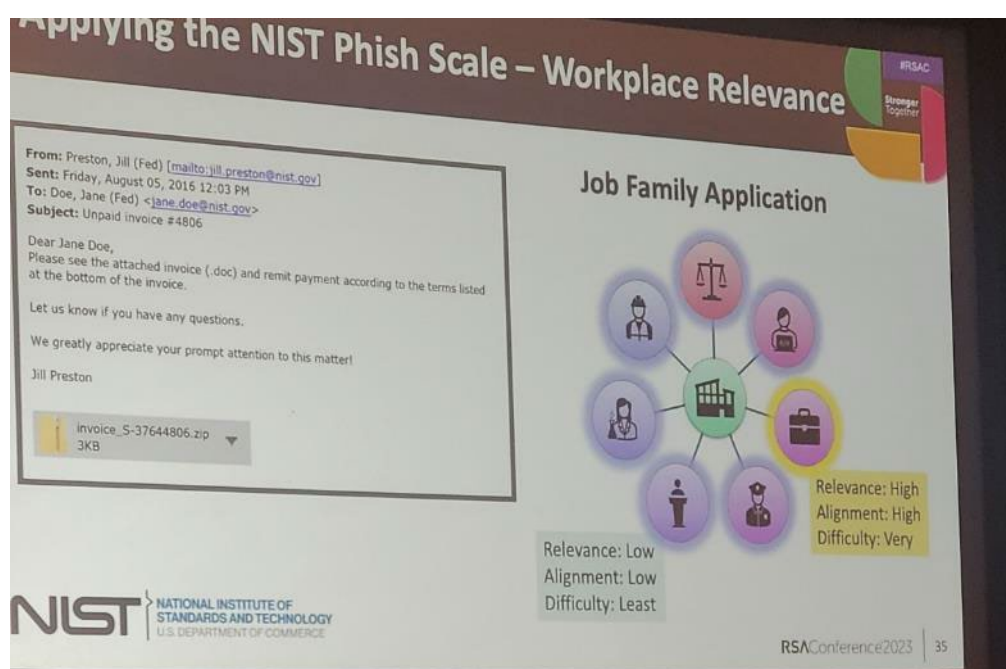 Applying the NIST Phish Scale – Workplace Relevance
#RSAC
Stronger
Together
From: Preston, Jill (Fed) [mailto:jill.preston@nist.gov]
Sent: Friday, August 05, 2016 12:03 PM
To: Doe, Jane (Fed) <jane.doe@nist.gov>
Subject: Unpaid invoice #4806
Dear Jane Doe,
Please see the attached invoice (.doc) and remit payment according to the terms listed
at the bottom of the invoice.
Let us know if you have any questions.
We greatly appreciate your prompt attention to this matter!
Jill Preston
invoice_S-37644806.zip
3KB
Job Family Application
Relevance: High
Alignment: High
Difficulty: Very
Relevance: Low
Alignment: Low
Difficulty: Least
NIST
NATIONAL INSTITUTE OF
STANDARDS AND TECHNOLOGY
U.S. DEPARTMENT OF COMMERCE
RSAConference2023
35